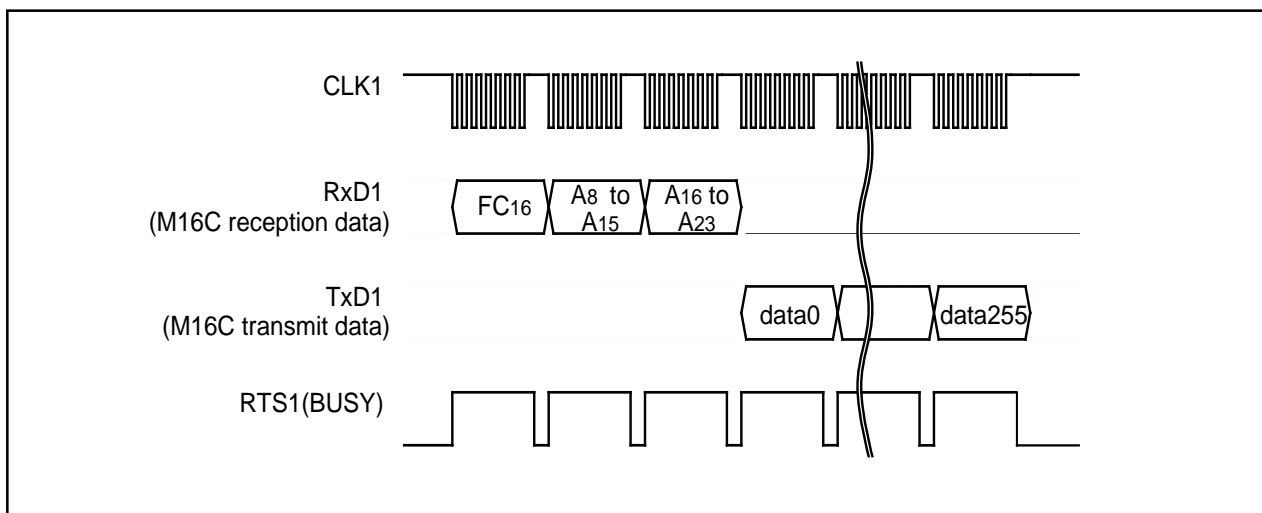 CLK1
RxD1
(M16C reception data)
FC16
A8 to
A15
A16 to
A23
TxD1
(M16C transmit data)
data0
data255
RTS1(BUSY)